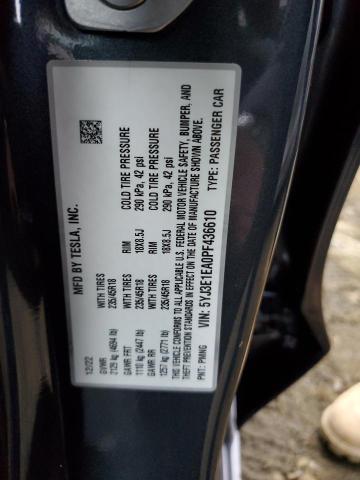 MFD BY TESLA, INC.
12/22
GVWR WITH TIRES RIM COLD TIRE PRESSURE
2129 kg (4694 lb) 235/45R18 18X8.5J 290 kPa, 42 psi
GAWR FRT WITH TIRES RIM COLD TIRE PRESSURE
1110 kg (2447 lb) 235/45R18 18X8.5J 290 kPa, 42 psi
GAWR RR WITH TIRES RIM COLD TIRE PRESSURE
1257 kg (2771 lb) 235/45R18 18X8.5J 290 kPa, 42 psi
THIS VEHICLE CONFORMS TO ALL APPLICABLE U.S. FEDERAL MOTOR VEHICLE SAFETY, BUMPER, AND
THEFT PREVENTION STANDARDS IN EFFECT ON THE DATE OF MANUFACTURE SHOWN ABOVE.
VIN: 5YJ3E1EA0PF436610
PNT: PMNG TYPE: PASSENGER CAR